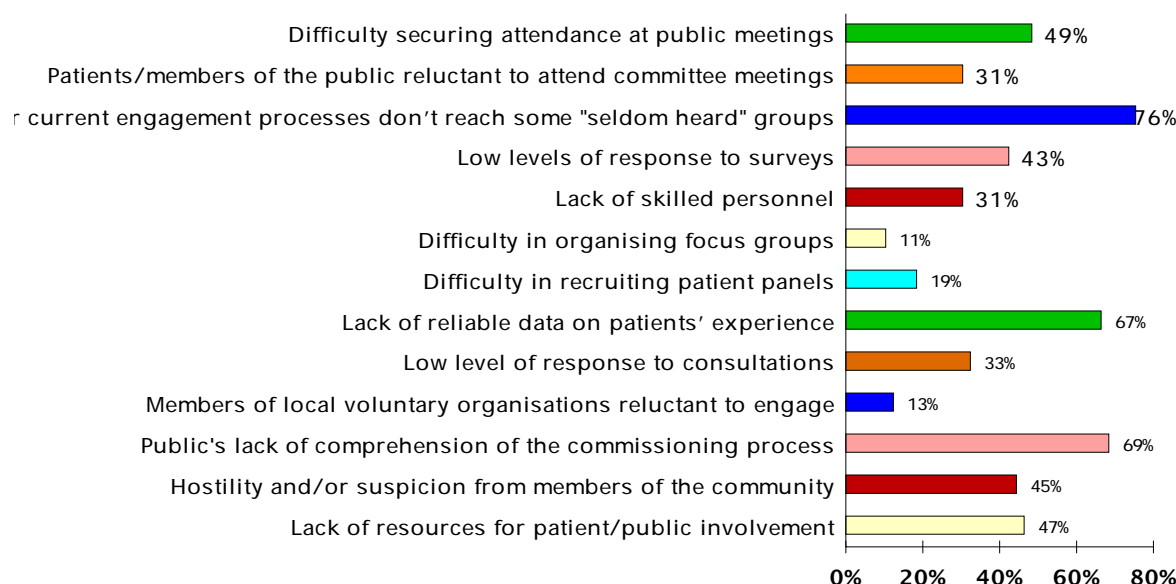 Difficulty securing attendance at public meetings 49%
Patients/members of the public reluctant to attend committee meetings 31%
current engagement processes don't reach some "seldom heard" groups 76%
Low levels of response to surveys 43%
Lack of skilled personnel 31%
Difficulty in organising focus groups 11%
Difficulty in recruiting patient panels 19%
Lack of reliable data on patients' experience 67%
Low level of response to consultations 33%
Members of local voluntary organisations reluctant to engage 13%
Public's lack of comprehension of the commissioning process 69%
Hostility and/or suspicion from members of the community 45%
Lack of resources for patient/public involvement 47%
0% 20% 40% 60% 80%